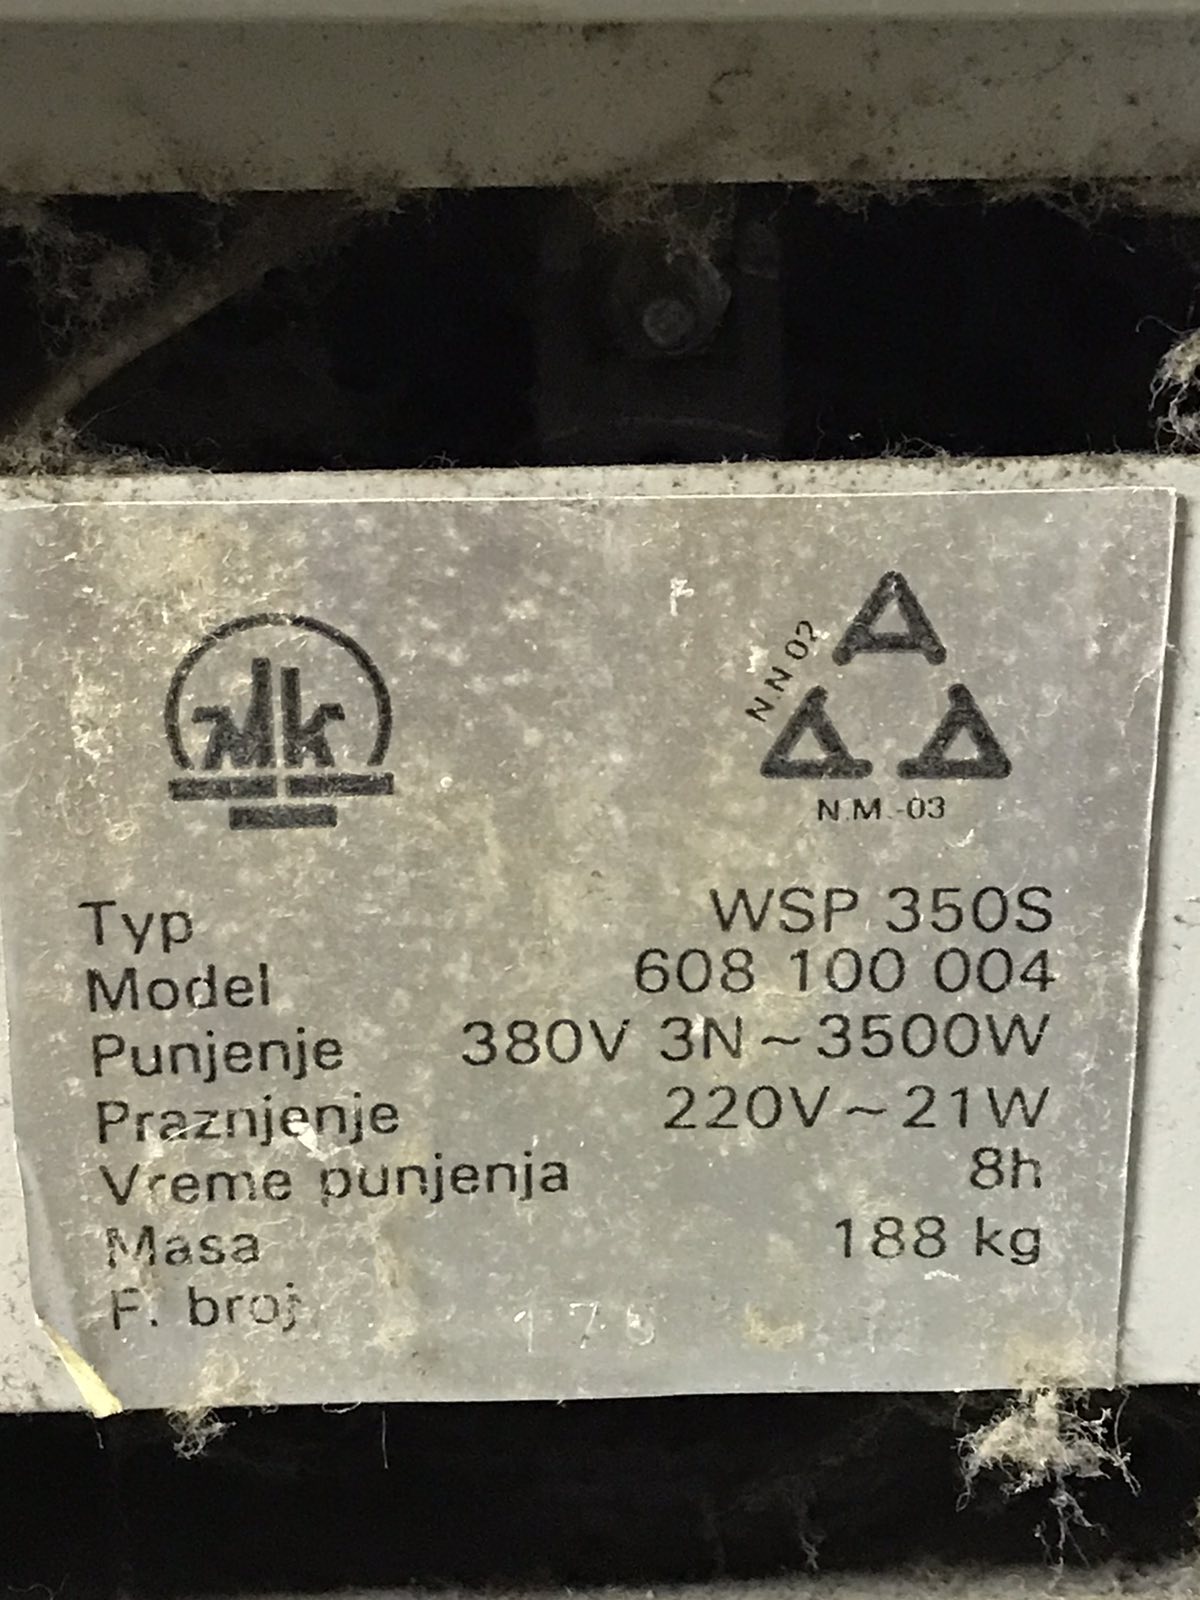 N.N 02
N.M.-03
Typ WSP 350S
Model 608 100 004
Punjenje 380V 3N~3500W
Praznjenje 220V~21W
Vreme punjenja 8h
Masa 188 kg
F. broj